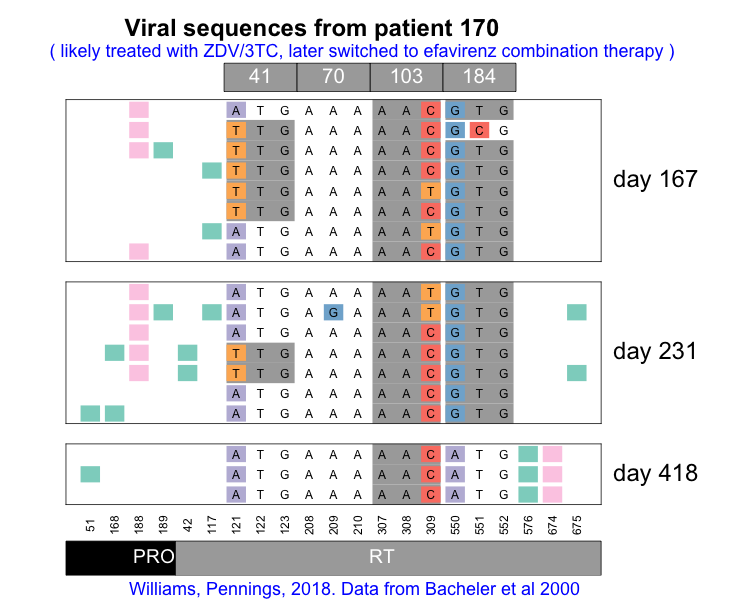 Viral sequences from patient 170
( likely treated with ZDV/3TC, later switched to efavirenz combination therapy )
41 70 103 184
A T G A A A A A C G T G
T T G A A A A A C G C G
T T G A A A A A C G T G
T T G A A A A A C G T G
T T G A A A A A T G T G
T T G A A A A A C G T G
A T G A A A A A T G T G
A T G A A A A A C G T G
day 167
A T G A A A A A T G T G
A T G A G A A A T G T G
A T G A A A A A C G T G
T T G A A A A A C G T G
T T G A A A A A C G T G
A T G A A A A A C G T G
A T G A A A A A C G T G
day 231
A T G A A A A A C A T G
A T G A A A A A C A T G
A T G A A A A A C A T G
day 418
51 168 188 189 42 117 121 122 123 208 209 210 307 308 309 550 551 552 576 674 675
PRO RT
Williams, Pennings, 2018. Data from Bacheler et al 2000